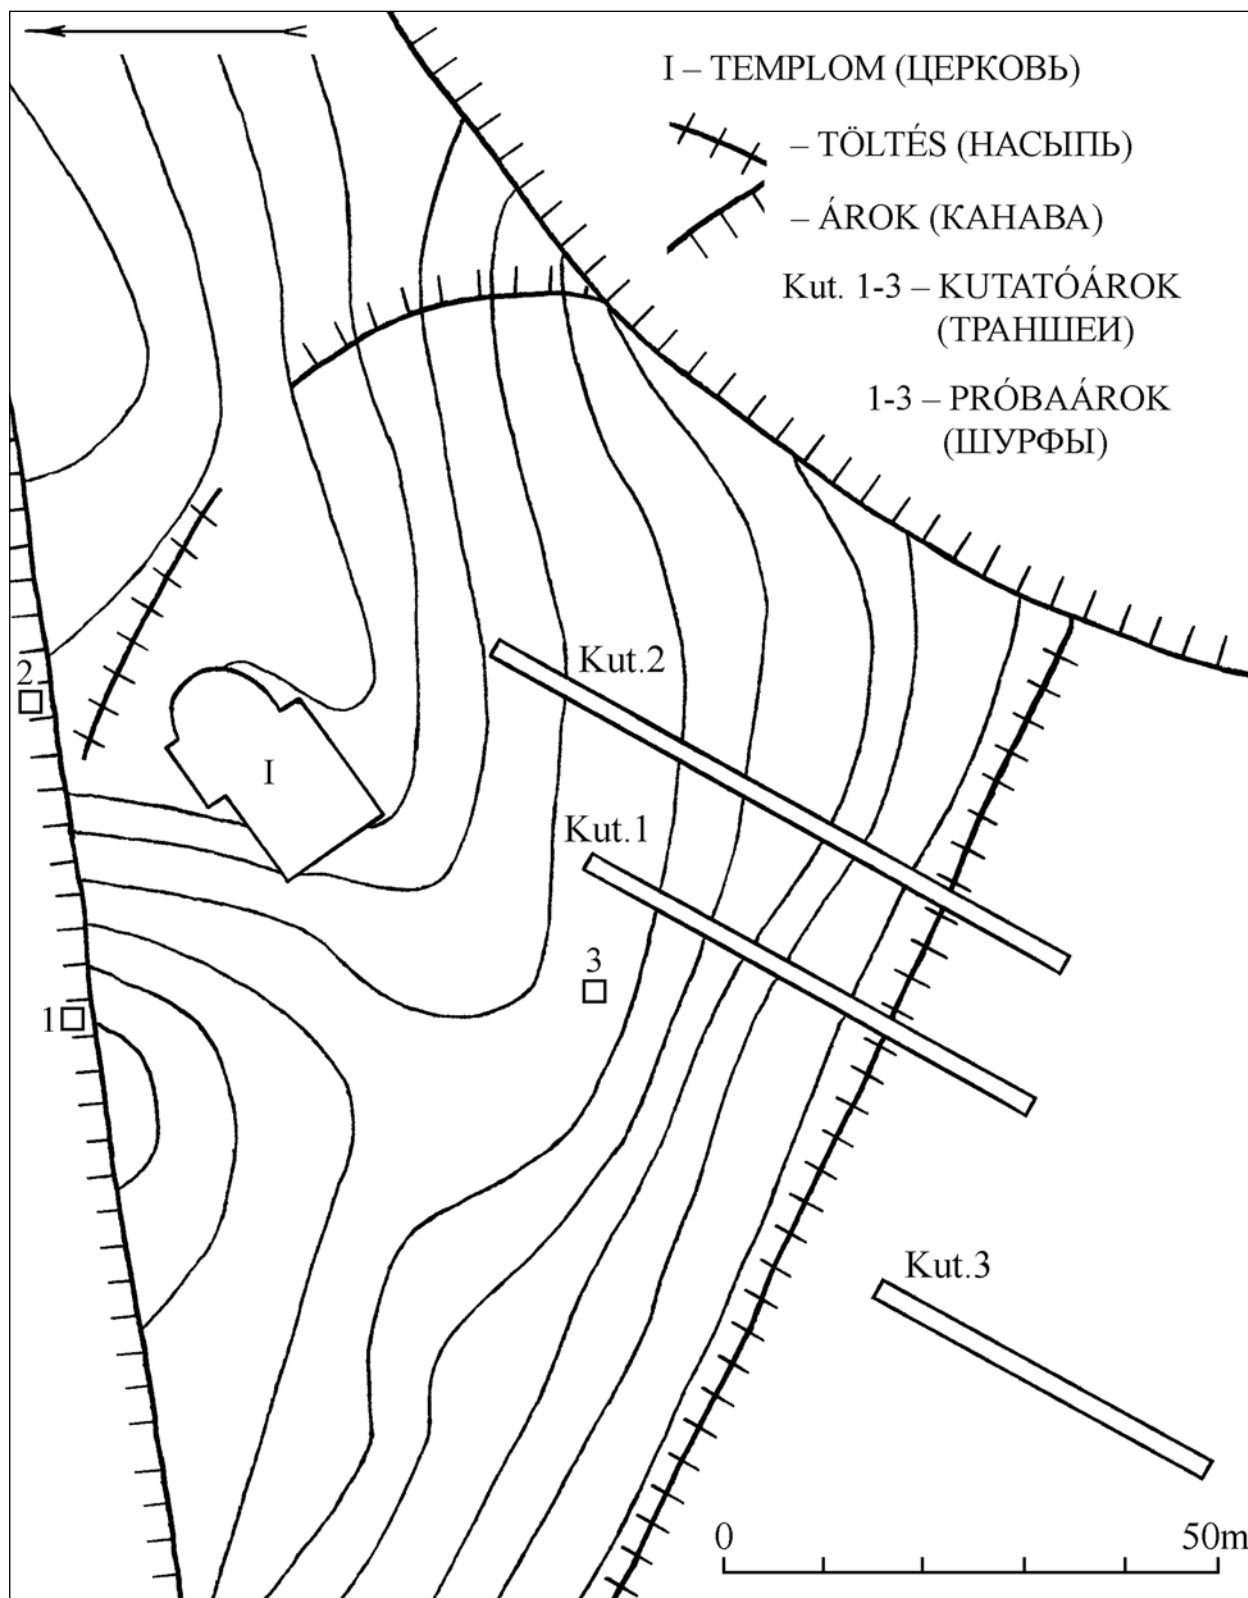 I – TEMPLOM (ЦЕРКОВЬ)
– TÖLTÉS (НАСЫПЬ)
– ÁROK (КАНАВА)
Kut. 1-3 – KUTATÓÁROK
(ТРАНШЕИ)
1-3 – PRÓBAÁROK
(ШУРФЫ)
2
Kut.2
I
Kut.1
3
1
Kut.3
0 50m